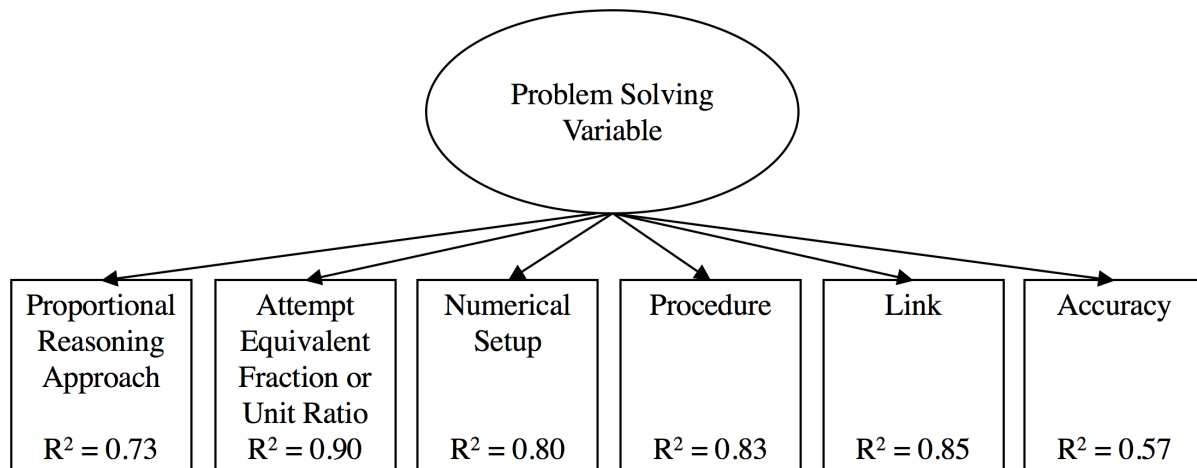 Problem Solving
Variable
Proportional
Reasoning
Approach
R² = 0.73
Attempt
Equivalent
Fraction or
Unit Ratio
R² = 0.90
Numerical
Setup
R² = 0.80
Procedure
R² = 0.83
Link
R² = 0.85
Accuracy
R² = 0.57